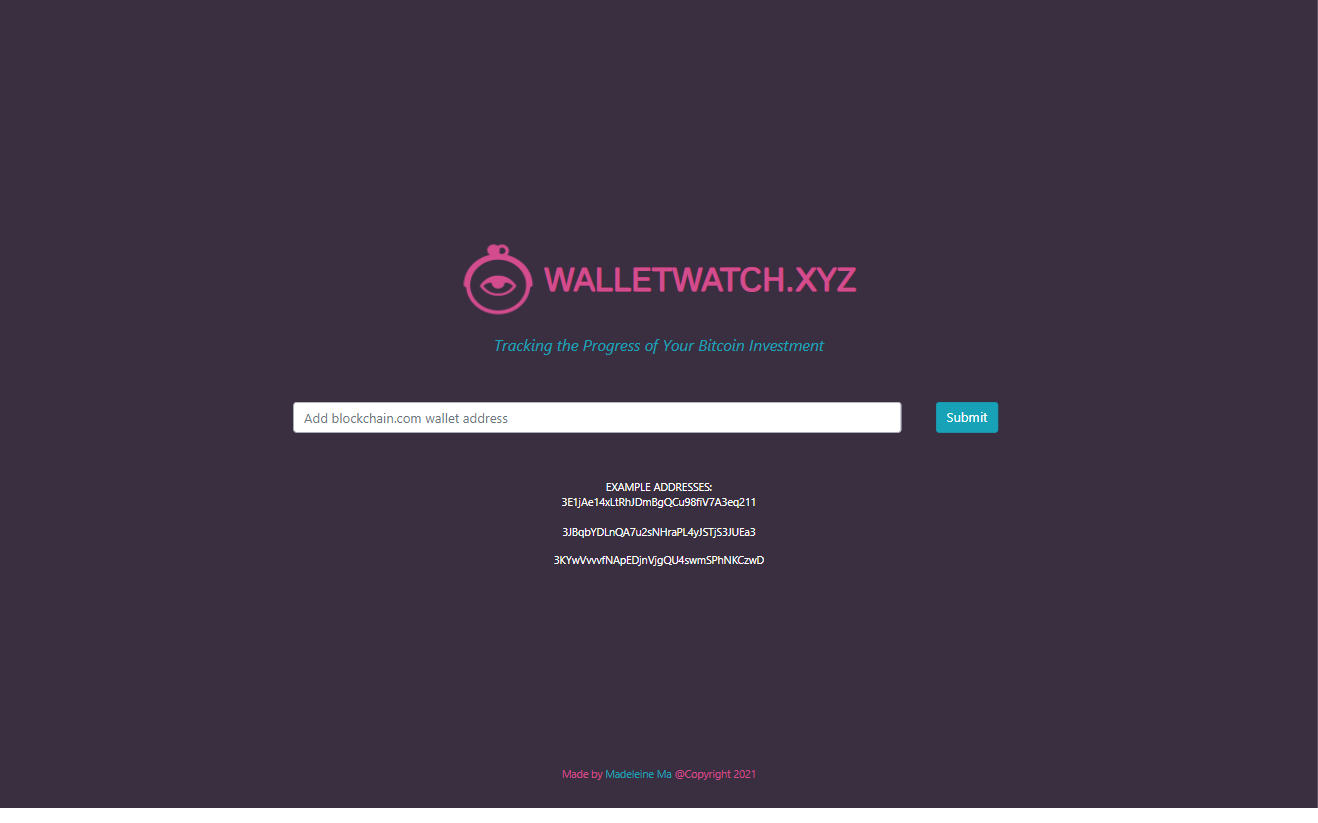 WALLETWATCH.XYZ
Tracking the Progress of Your Bitcoin Investment
Add blockchain.com wallet address
Submit
EXAMPLE ADDRESSES:
3E1jAe14xLtRhJDmBgQCu98fiV7A3eq211
3JBqbYDLnQA7u2sNHraPL4yJSTjS3JUEa3
3KYwVvvvfNApEDjnVjgQU4swmSPhNKCzwD
Made by Madeleine Ma @Copyright 2021